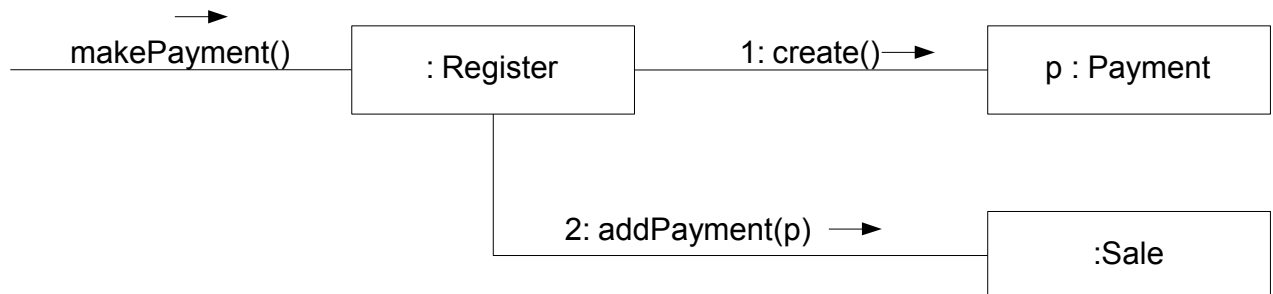 makePayment()
: Register
1: create()
p : Payment
2: addPayment(p)
:Sale